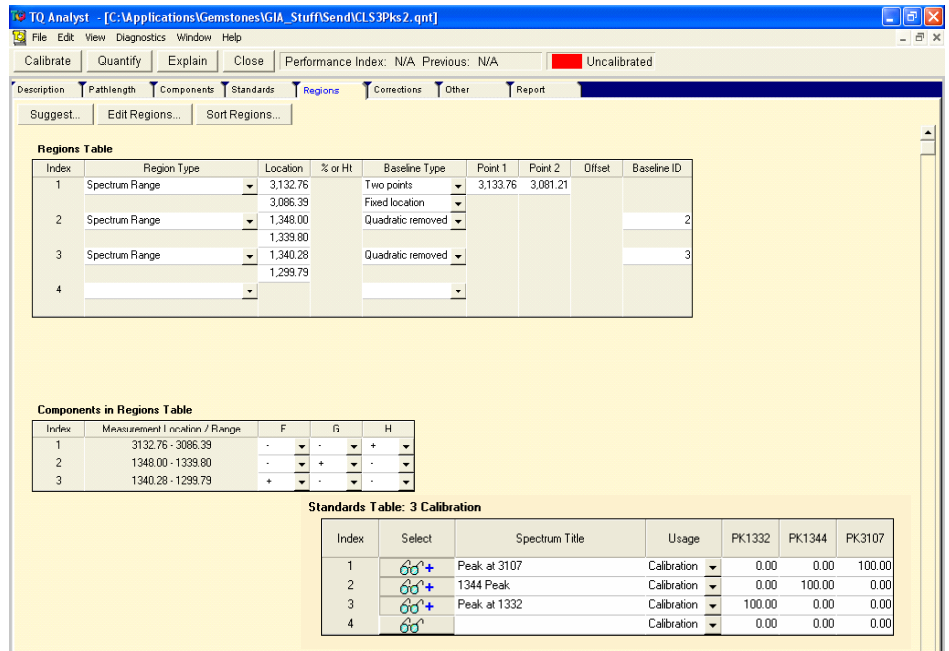 TQ Analyst - [C:\Applications\Gemstones\GIA_Stuff\Send\CLS3Pks2.qnt]
File Edit View Diagnostics Window Help
Calibrate Quantify Explain Close Performance Index: N/A Previous: N/A Uncalibrated
Description Pathlength Components Standards Regions Corrections Other Report
Suggest... Edit Regions... Sort Regions...
Regions Table
Index Region Type Location % or Ht Baseline Type Point 1 Point 2 Offset Baseline ID
1 Spectrum Range 3,132.76 Two points 3,133.76 3,081.21
3,086.39 Fixed location
2 Spectrum Range 1,348.00 Quadratic removed 2
1,339.80
3 Spectrum Range 1,340.28 Quadratic removed 3
1,299.79
4
Components in Regions Table
Index Measurement Location / Range F G H
1 3132.76 - 3086.39 - - +
2 1348.00 - 1339.80 - + -
3 1340.28 - 1299.79 + - -
Standards Table: 3 Calibration
Index Select Spectrum Title Usage PK1332 PK1344 PK3107
1 Peak at 3107 Calibration 0.00 0.00 100.00
2 1344 Peak Calibration 0.00 100.00 0.00
3 Peak at 1332 Calibration 100.00 0.00 0.00
4 Calibration 0.00 0.00 0.00